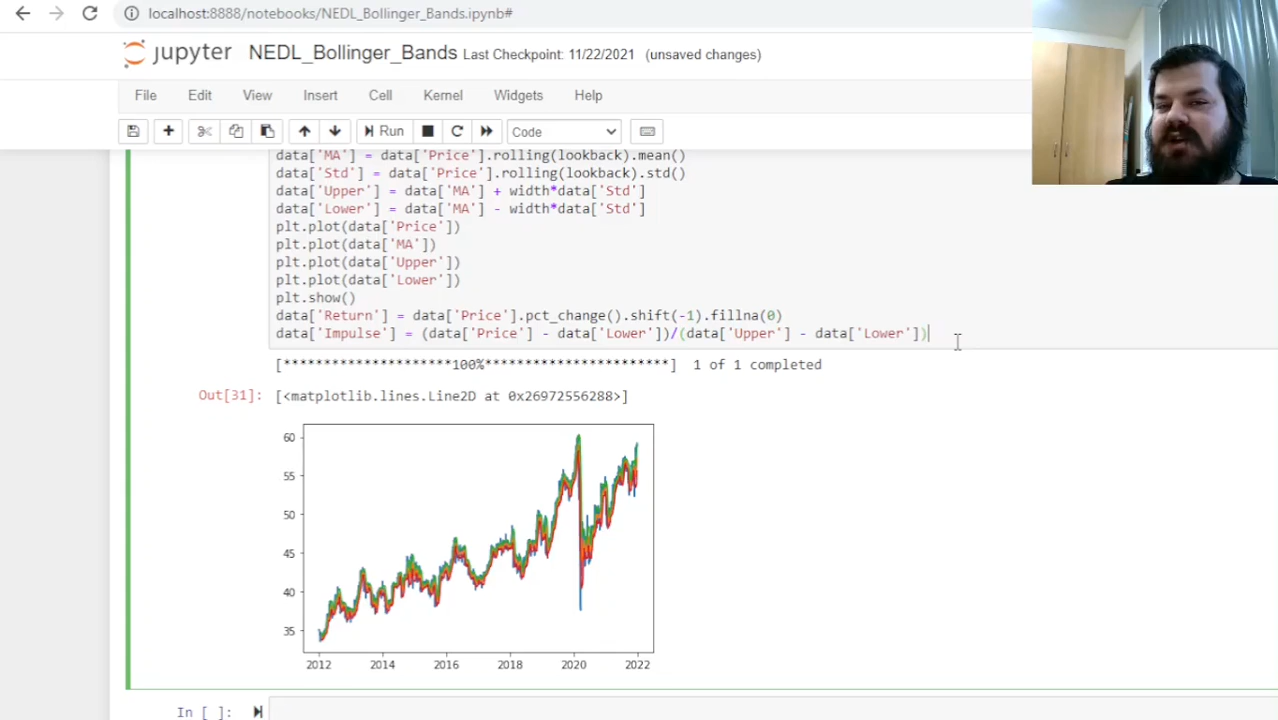 localhost:8888/notebooks/NEDL_Bollinger_Bands.ipynb#
jupyter NEDL_Bollinger_Bands Last Checkpoint: 11/22/2021 (unsaved changes)
File Edit View Insert Cell Kernel Widgets Help
Run Code
data['MA'] = data['Price'].rolling(lookback).mean()
data['Std'] = data['Price'].rolling(lookback).std()
data['Upper'] = data['MA'] + width*data['Std']
data['Lower'] = data['MA'] - width*data['Std']
plt.plot(data['Price'])
plt.plot(data['MA'])
plt.plot(data['Upper'])
plt.plot(data['Lower'])
plt.show()
data['Return'] = data['Price'].pct_change().shift(-1).fillna(0)
data['Impulse'] = (data['Price'] - data['Lower'])/(data['Upper'] - data['Lower'])
[**********************100%***********************] 1 of 1 completed
Out[31]: [<matplotlib.lines.Line2D at 0x26972556288>]
60
55
50
45
40
35
2012 2014 2016 2018 2020 2022
In [ ]: